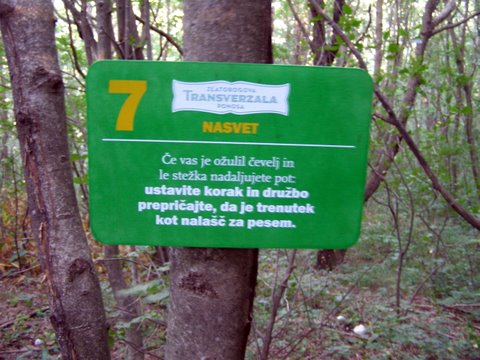 7
ZLATOROGOVA
TRANSVERZALA
PONOSA
NASVET
Če vas je ožulil čevelj in
le stežka nadaljujete pot:
ustavite korak in družbo
prepričajte, da je trenutek
kot nalašč za pesem.